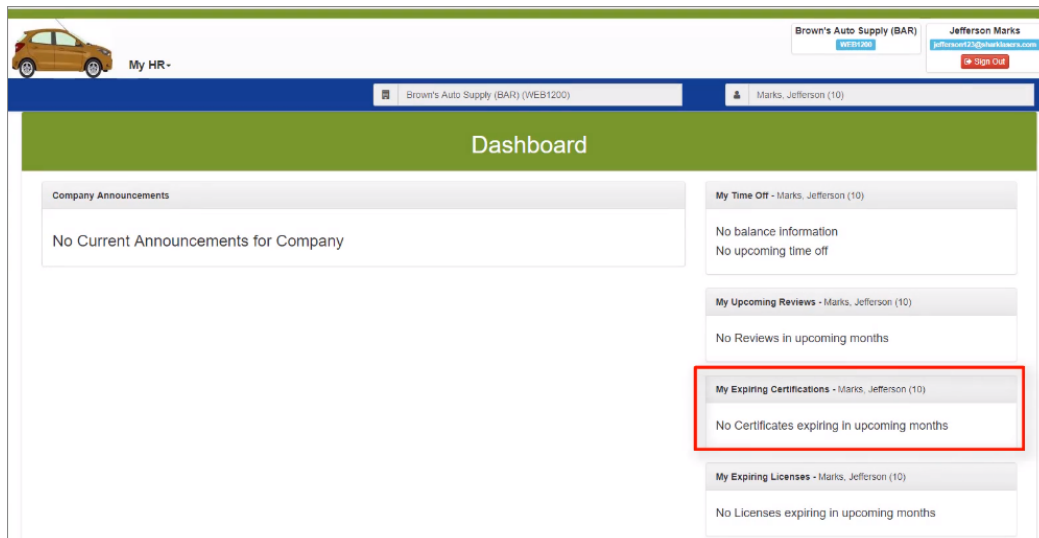 Brown's Auto Supply (BAR)
WEB1200
Jefferson Marks
jefferson123@sharklasers.com
Sign Out
My HR
Brown's Auto Supply (BAR) (WEB1200)
Marks, Jefferson (10)
Dashboard
Company Announcements
No Current Announcements for Company
My Time Off - Marks, Jefferson (10)
No balance information
No upcoming time off
My Upcoming Reviews - Marks, Jefferson (10)
No Reviews in upcoming months
My Expiring Certifications - Marks, Jefferson (10)
No Certificates expiring in upcoming months
My Expiring Licenses - Marks, Jefferson (10)
No Licenses expiring in upcoming months